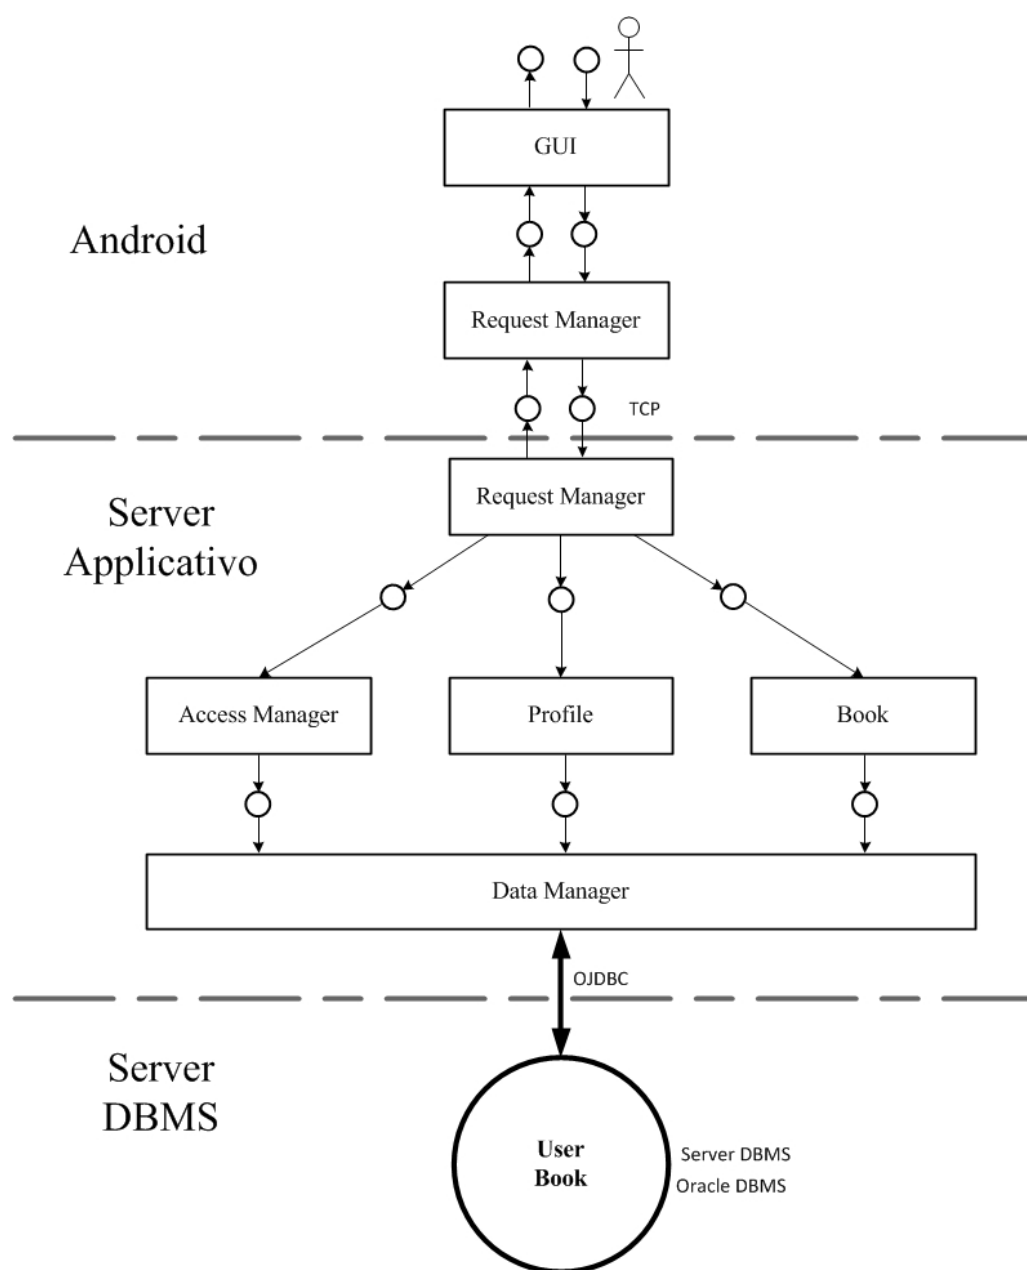 GUI
Android
Request Manager
TCP
Request Manager
Server
Applicativo
Access Manager
Profile
Book
Data Manager
OJDBC
Server
DBMS
User
Book
Server DBMS
Oracle DBMS